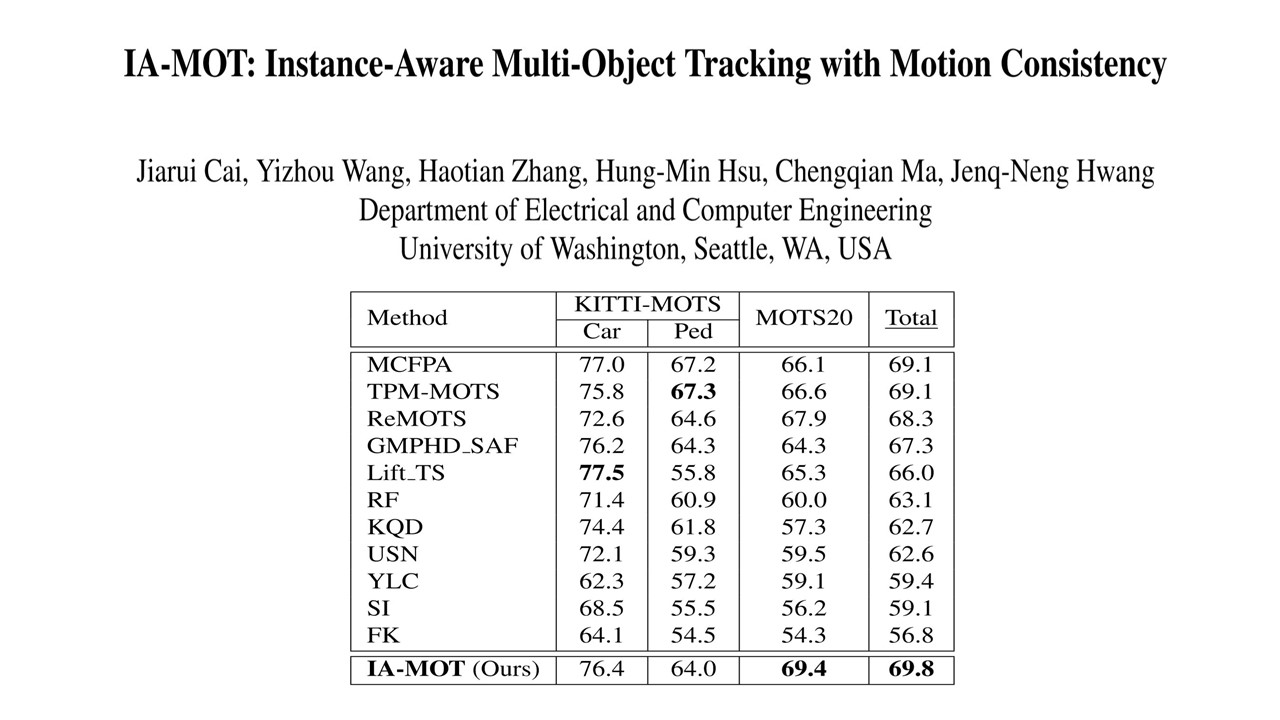 IA-MOT: Instance-Aware Multi-Object Tracking with Motion Consistency
Jiarui Cai, Yizhou Wang, Haotian Zhang, Hung-Min Hsu, Chengqian Ma, Jenq-Neng Hwang
Department of Electrical and Computer Engineering
University of Washington, Seattle, WA, USA
Method KITTI-MOTS MOTS20 Total
Car Ped
MCFPA 77.0 67.2 66.1 69.1
TPM-MOTS 75.8 67.3 66.6 69.1
ReMOTS 72.6 64.6 67.9 68.3
GMPHD_SAF 76.2 64.3 64.3 67.3
Lift_TS 77.5 55.8 65.3 66.0
RF 71.4 60.9 60.0 63.1
KQD 74.4 61.8 57.3 62.7
USN 72.1 59.3 59.5 62.6
YLC 62.3 57.2 59.1 59.4
SI 68.5 55.5 56.2 59.1
FK 64.1 54.5 54.3 56.8
IA-MOT (Ours) 76.4 64.0 69.4 69.8